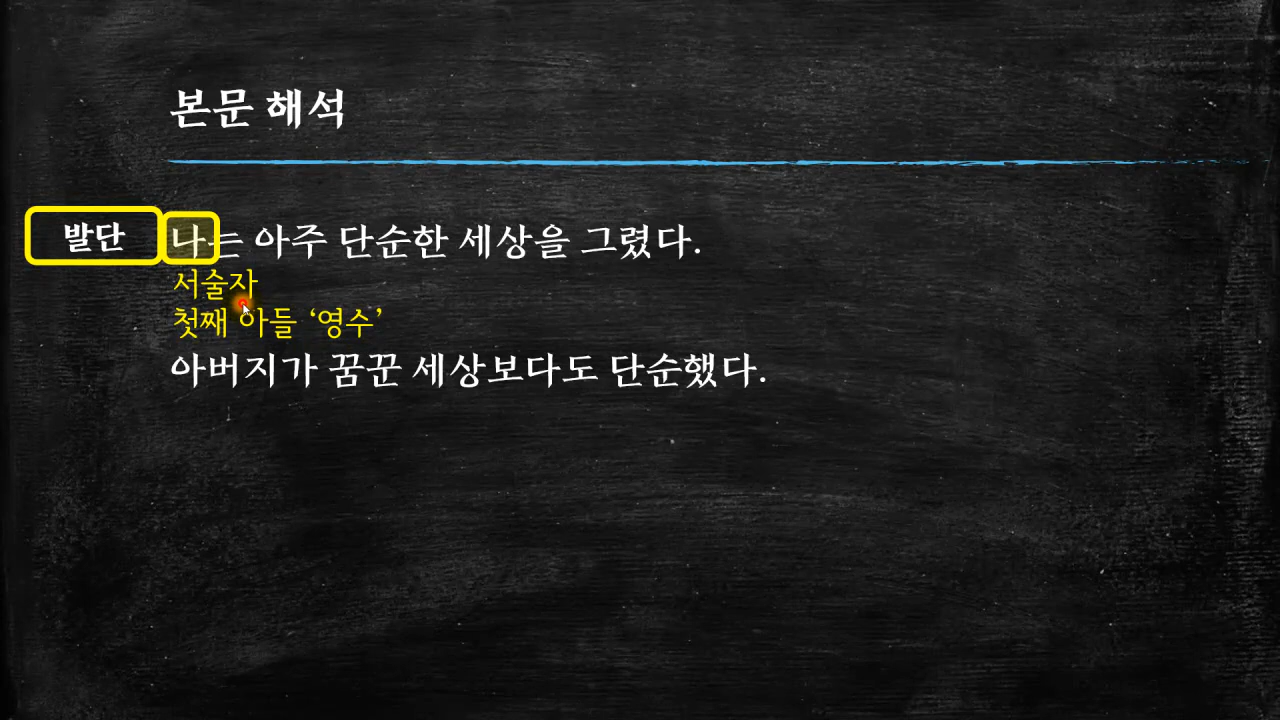 본문 해석
발단
나는 아주 단순한 세상을 그렸다.
서술자
첫째 아들 ‘영수’
아버지가 꿈꾼 세상보다도 단순했다.